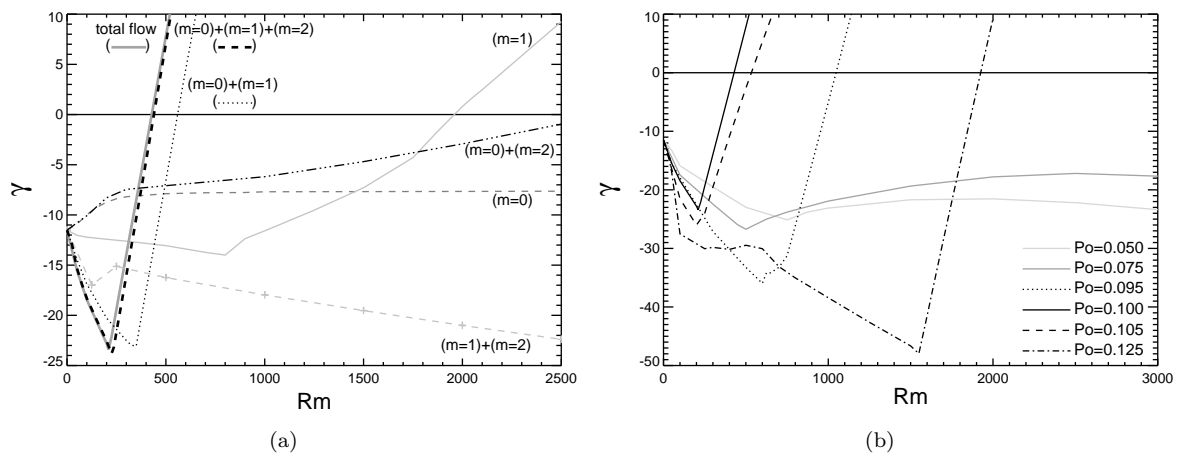 10
5
0
-5
-10
-15
-20
-25
γ
total flow
( )
(m=0)+(m=1)+(m=2)
( )
(m=0)+(m=1)
( )
(m=1)
(m=0)+(m=2)
(m=0)
(m=1)+(m=2)
0 500 1000 1500 2000 2500
Rm
(a)
10
0
-10
-20
-30
-40
-50
γ
Po=0.050
Po=0.075
Po=0.095
Po=0.100
Po=0.105
Po=0.125
0 1000 2000 3000
Rm
(b)